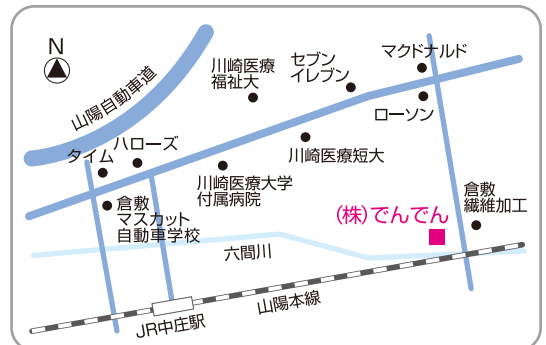 N
山陽自動車道
川崎医療
福祉大
セブン
イレブン
マクドナルド
ローソン
タイム
ハローズ
川崎医療短大
川崎医療大学
付属病院
倉敷
マスカット
自動車学校
(株)でんでん
倉敷
繊維加工
六間川
山陽本線
JR中庄駅